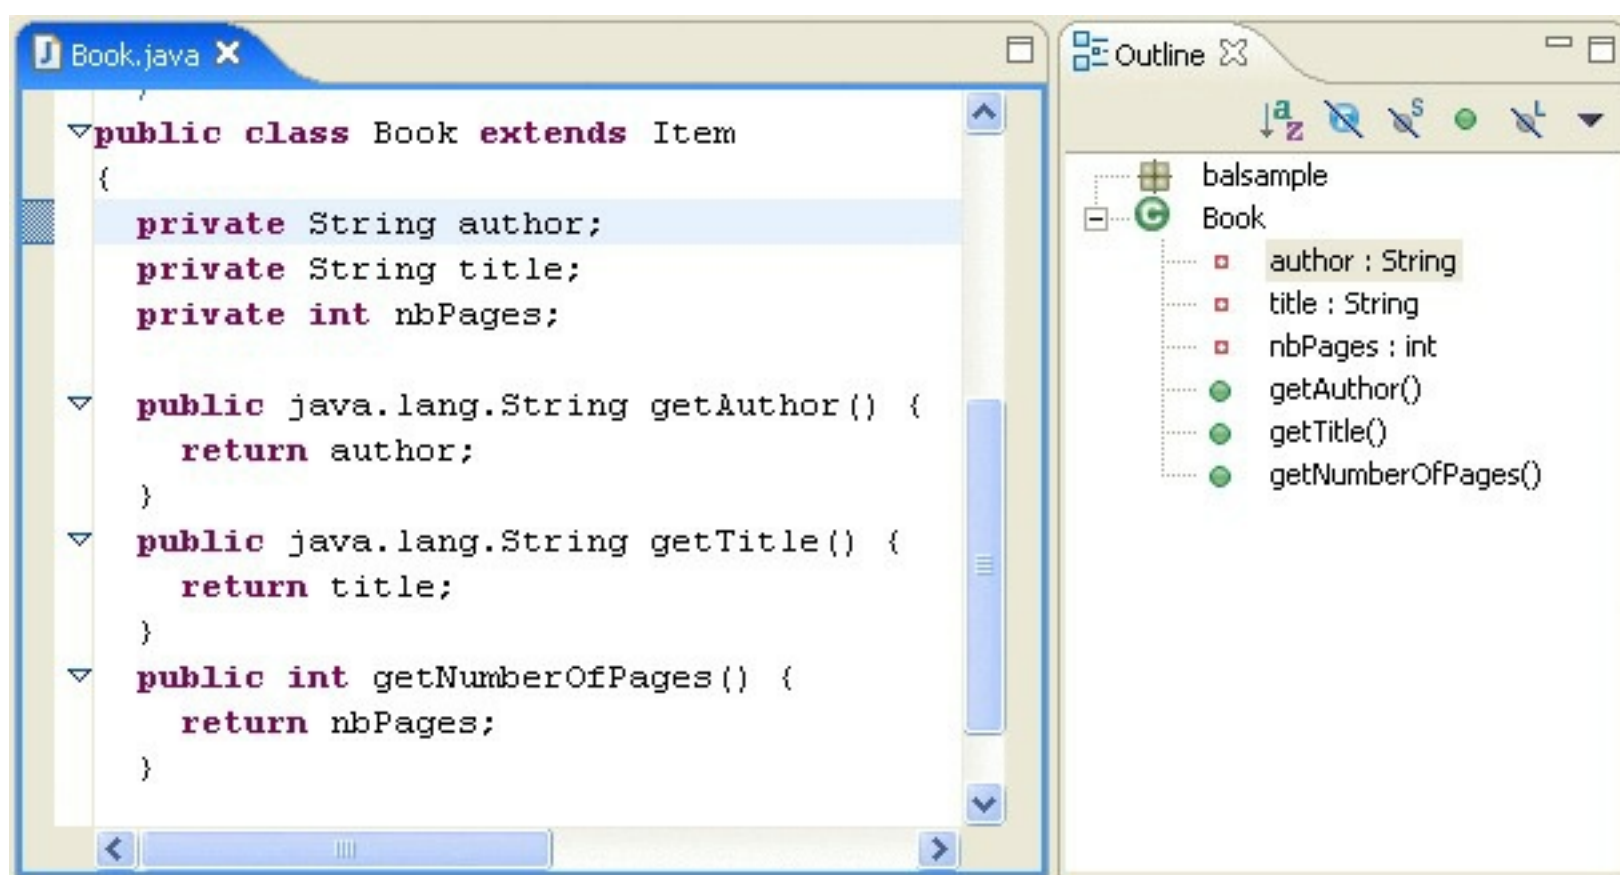 Book.java
public class Book extends Item
{
private String author;
private String title;
private int nbPages;
public java.lang.String getAuthor() {
return author;
}
public java.lang.String getTitle() {
return title;
}
public int getNumberOfPages() {
return nbPages;
}
Outline
balsample
Book
author : String
title : String
nbPages : int
getAuthor()
getTitle()
getNumberOfPages()